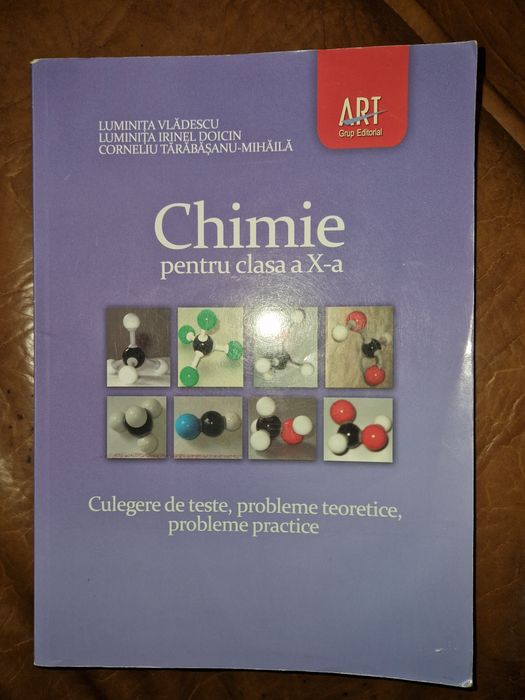 LUMINIȚA VLĂDESCU
LUMINIȚA IRINEL DOICIN
CORNELIU TĂRĂBĂȘANU-MIHĂILĂ
ART
Grup Editorial
Chimie
pentru clasa a X-a
Culegere de teste, probleme teoretice,
probleme practice